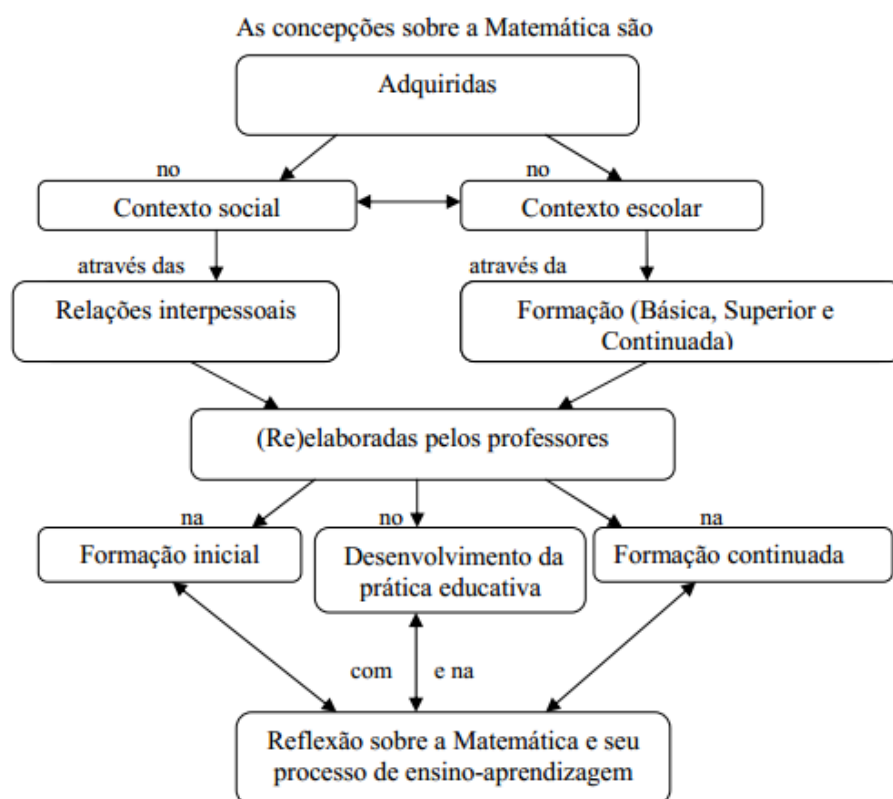 As concepções sobre a Matemática são
Adquiridas
no
no
Contexto social
Contexto escolar
através das
através da
Relações interpessoais
Formação (Básica, Superior e
Continuada)
(Re)elaboradas pelos professores
na
no
na
Formação inicial
Desenvolvimento da
prática educativa
Formação continuada
com
e na
Reflexão sobre a Matemática e seu
processo de ensino-aprendizagem